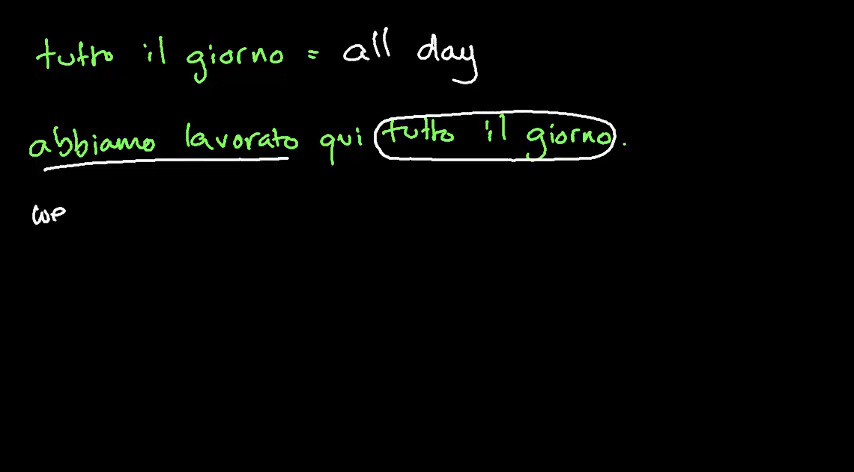 tutto il giorno = all day
abbiamo lavorato qui tutto il giorno.
we